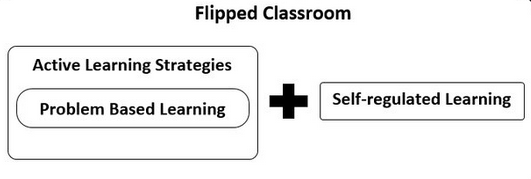 Flipped Classroom
Active Learning Strategies
Problem Based Learning
Self-regulated Learning